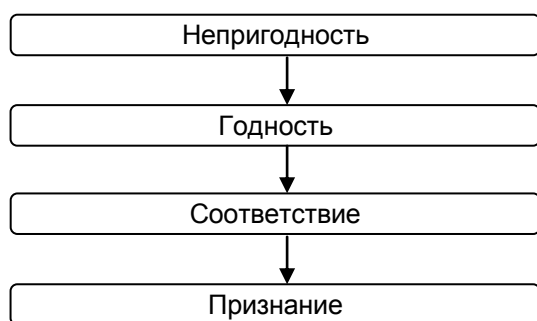 Непригодность
Годность
Соответствие
Признание